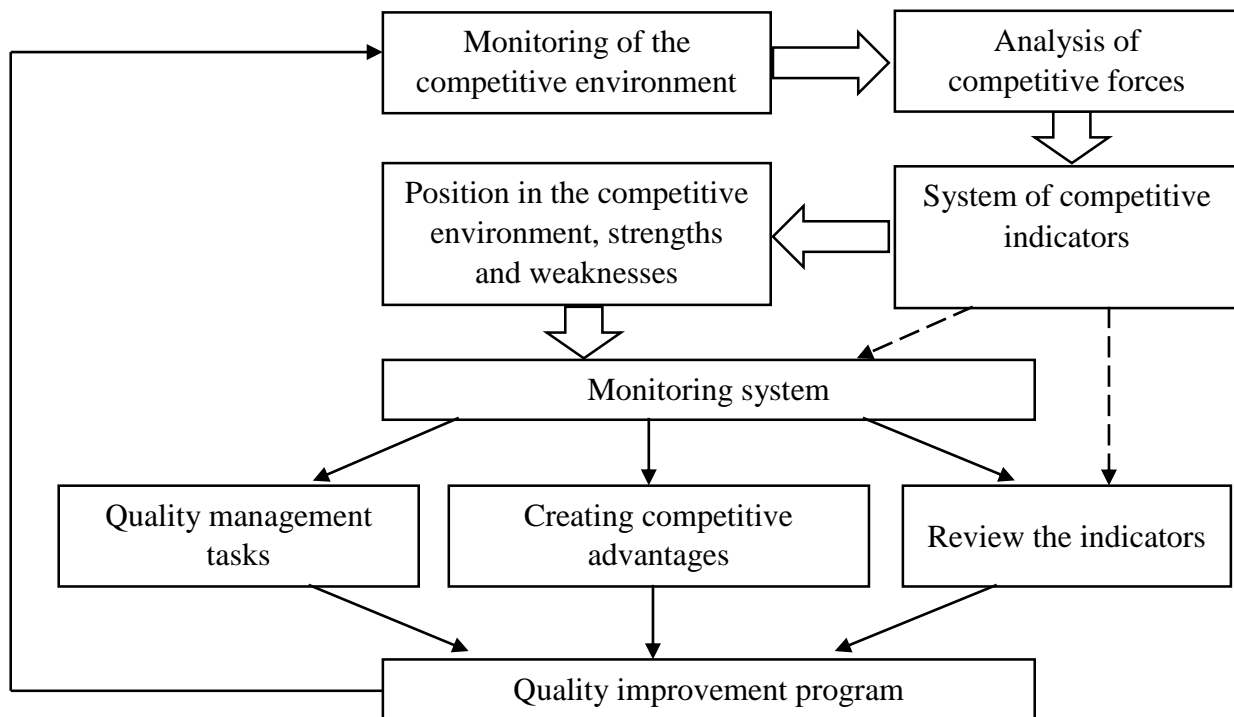 Monitoring of the
competitive environment
Analysis of
competitive forces
Position in the competitive
environment, strengths
and weaknesses
System of competitive
indicators
Monitoring system
Quality management
tasks
Creating competitive
advantages
Review the indicators
Quality improvement program